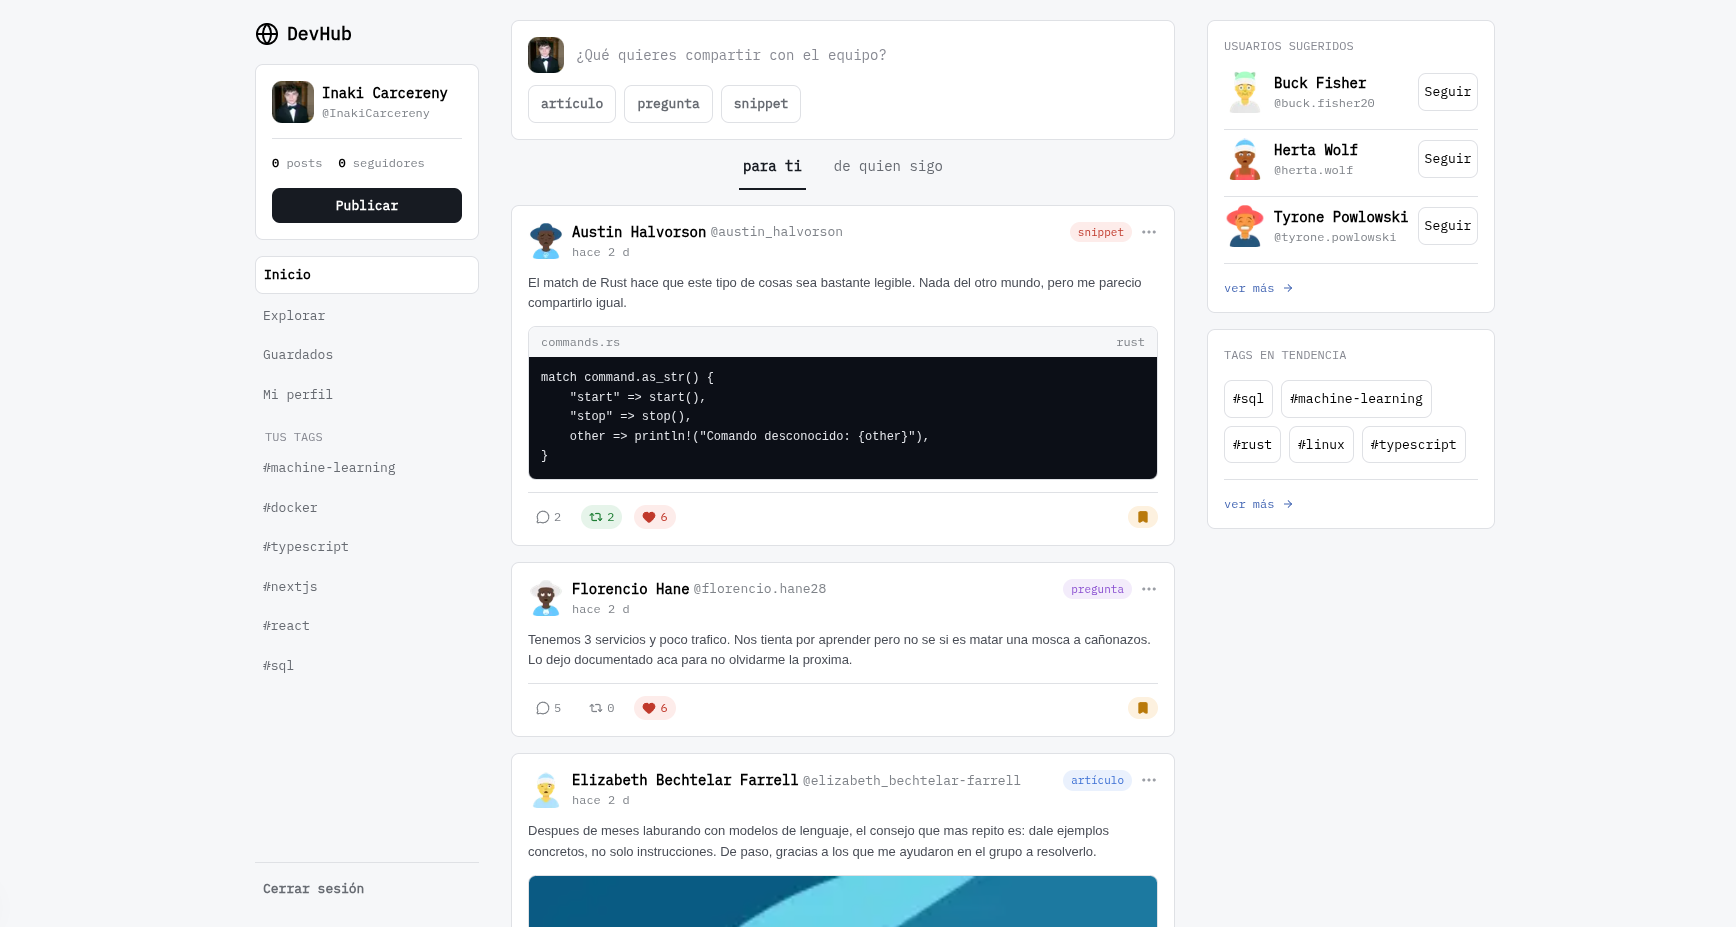 DevHub
Inaki Carcereny
@InakiCarcereny
0 posts 0 seguidores
Publicar
Inicio
Explorar
Guardados
Mi perfil
TUS TAGS
#machine-learning
#docker
#typescript
#nextjs
#react
#sql
Cerrar sesión
¿Qué quieres compartir con el equipo?
artículo pregunta snippet
para ti de quien sigo
Austin Halvorson @austin_halvorson snippet
hace 2 d
El match de Rust hace que este tipo de cosas sea bastante legible. Nada del otro mundo, pero me parecio
compartirlo igual.
commands.rs rust
match command.as_str() {
    "start" => start(),
    "stop" => stop(),
    other => println!("Comando desconocido: {other}"),
}
2 2 6
Florencio Hane @florencio.hane28 pregunta
hace 2 d
Tenemos 3 servicios y poco trafico. Nos tienta por aprender pero no se si es matar una mosca a cañonazos.
Lo dejo documentado aca para no olvidarme la proxima.
5 0 6
Elizabeth Bechtelar Farrell @elizabeth_bechtelar-farrell artículo
hace 2 d
Despues de meses laburando con modelos de lenguaje, el consejo que mas repito es: dale ejemplos
concretos, no solo instrucciones. De paso, gracias a los que me ayudaron en el grupo a resolverlo.
USUARIOS SUGERIDOS
Buck Fisher
@buck.fisher20
Seguir
Herta Wolf
@herta.wolf
Seguir
Tyrone Powlowski
@tyrone.powlowski
Seguir
ver más →
TAGS EN TENDENCIA
#sql #machine-learning
#rust #linux #typescript
ver más →